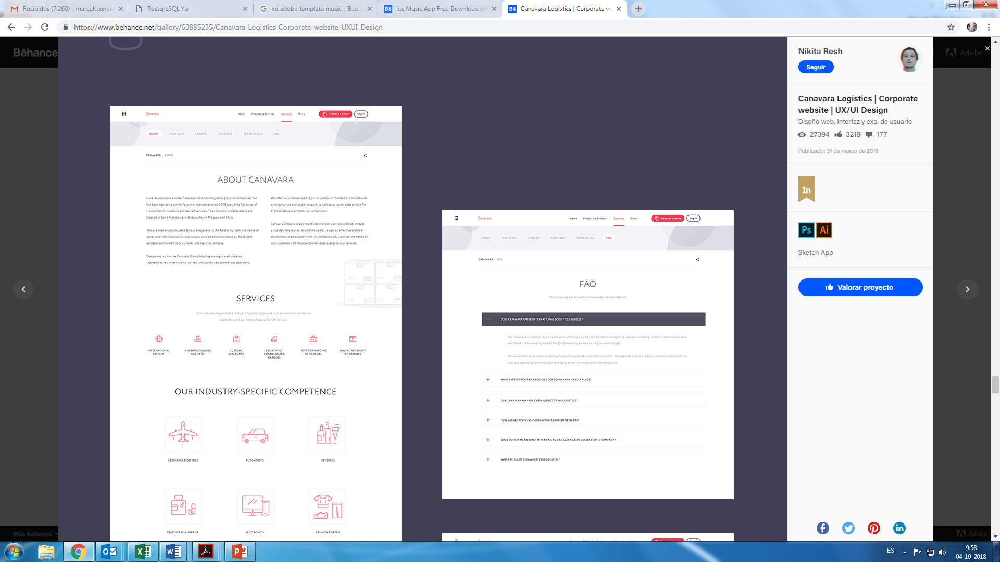 Recibidos (7.260) - marcelo.onate
PostgreSQL Ya
xd adobe template music - Busca
ios Music App Free Download on
Canavara Logistics | Corporate we
https://www.behance.net/gallery/63885255/Canavara-Logistics-Corporate-website-UXUI-Design
Bēhance
Adobe
Canavara
Home
Products & Services
Canavara
News
Request a quote
Log in
ABOUT
OUR TEAM
CAREERS
PARTNERS
TERMS OF USE
FAQ
CANAVARA / ABOUT
ABOUT CANAVARA
Canavara Group is a modern transportation and logistics group of companies that
has been operating on the foreign trade market since 2008 providing full range of
transportation, customs and related services. The company's headquarters are
located in Saint Petersburg, with branches in Moscow and China.
The experience accumulated by our employees in the field of customs clearance of
goods and international carriage allows us to position ourselves as the largest
operator on the market of customs and logistics services.
Companies within the Canavara Group Holding are registered customs
representatives, international carriers and authorized commercial operators.
We offer a well-developed logistics system in the field of international
carriage by sea and road transport, as well as an up-to-date service for
express delivery of goods by air transport.
Canavara Group is ready to provide the best services with optimized
cargo delivery routes around the world, as well as effective and non-
standard tailored solutions for any complex tasks, to meet the needs of
our customers and improve professional quality of our services.
SERVICES
Canavara goes beyond other freight shipping companies with our commitment to our
customers and our comprehensive list of services.
INTERNATIONAL
FREIGHT
WAREHOUSING AND
LOGISTICS
CUSTOMS
CLEARANCE
DELIVERY OF
CONSOLIDATED
CARGOES
PORT FORWARDING
OF CARGOES
ONLINE MOVEMENT
OF CARGOES
OUR INDUSTRY-SPECIFIC COMPETENCE
AEROSPACE & DEFENSE
AUTOMOTIVE
BEVERAGE
HEALTHCARE & PHARMA
ELECTRONICS
FASHION & RETAIL
Canavara
Home
Products & Services
Canavara
News
Request a quote
Log in
ABOUT
OUR TEAM
CAREERS
PARTNERS
TERMS OF USE
FAQ
CANAVARA / FAQ
FAQ
The following are answers to frequently asked questions.
DOES CANAVARA OFFER INTERNATIONAL LOGISTICS SERVICES?
Yes. Canavara is a global logistics company offering a variety of international logistics services including: Import customs clearance
and domestic forwarding, export freight forwarding, as well as freight audit and pay.
Canavara's family of industry leading companies provides a complete suite of international services. Canavara International LLC is a
licensed export freight forwarder managing exports to more than 100 companies.
WHAT SAFETY PROGRAMS/POLICIES DOES CANAVARA HAVE IN PLACE?
CAN CANAVARA MANAGE EVERY ASPECT OF MY LOGISTICS?
HOW LARGE/EXPANSIVE IS CANAVARA'S CARRIER NETWORK?
WHAT DOES IT MEAN WHEN REFERRING TO CANAVARA AS AN «ASSET LIGHT» COMPANY?
WHO ARE ALL OF CANAVARA'S SUBSIDIARIES?
Nikita Resh
Seguir
Canavara Logistics | Corporate
website | UX/UI Design
Diseño web, Interfaz y exp. de usuario
27394 3218 177
Publicado: 31 de marzo de 2018
In
Ps Ai
Sketch App
Valorar proyecto
Más Behance
Adobe
ES
9:58
04-10-2018